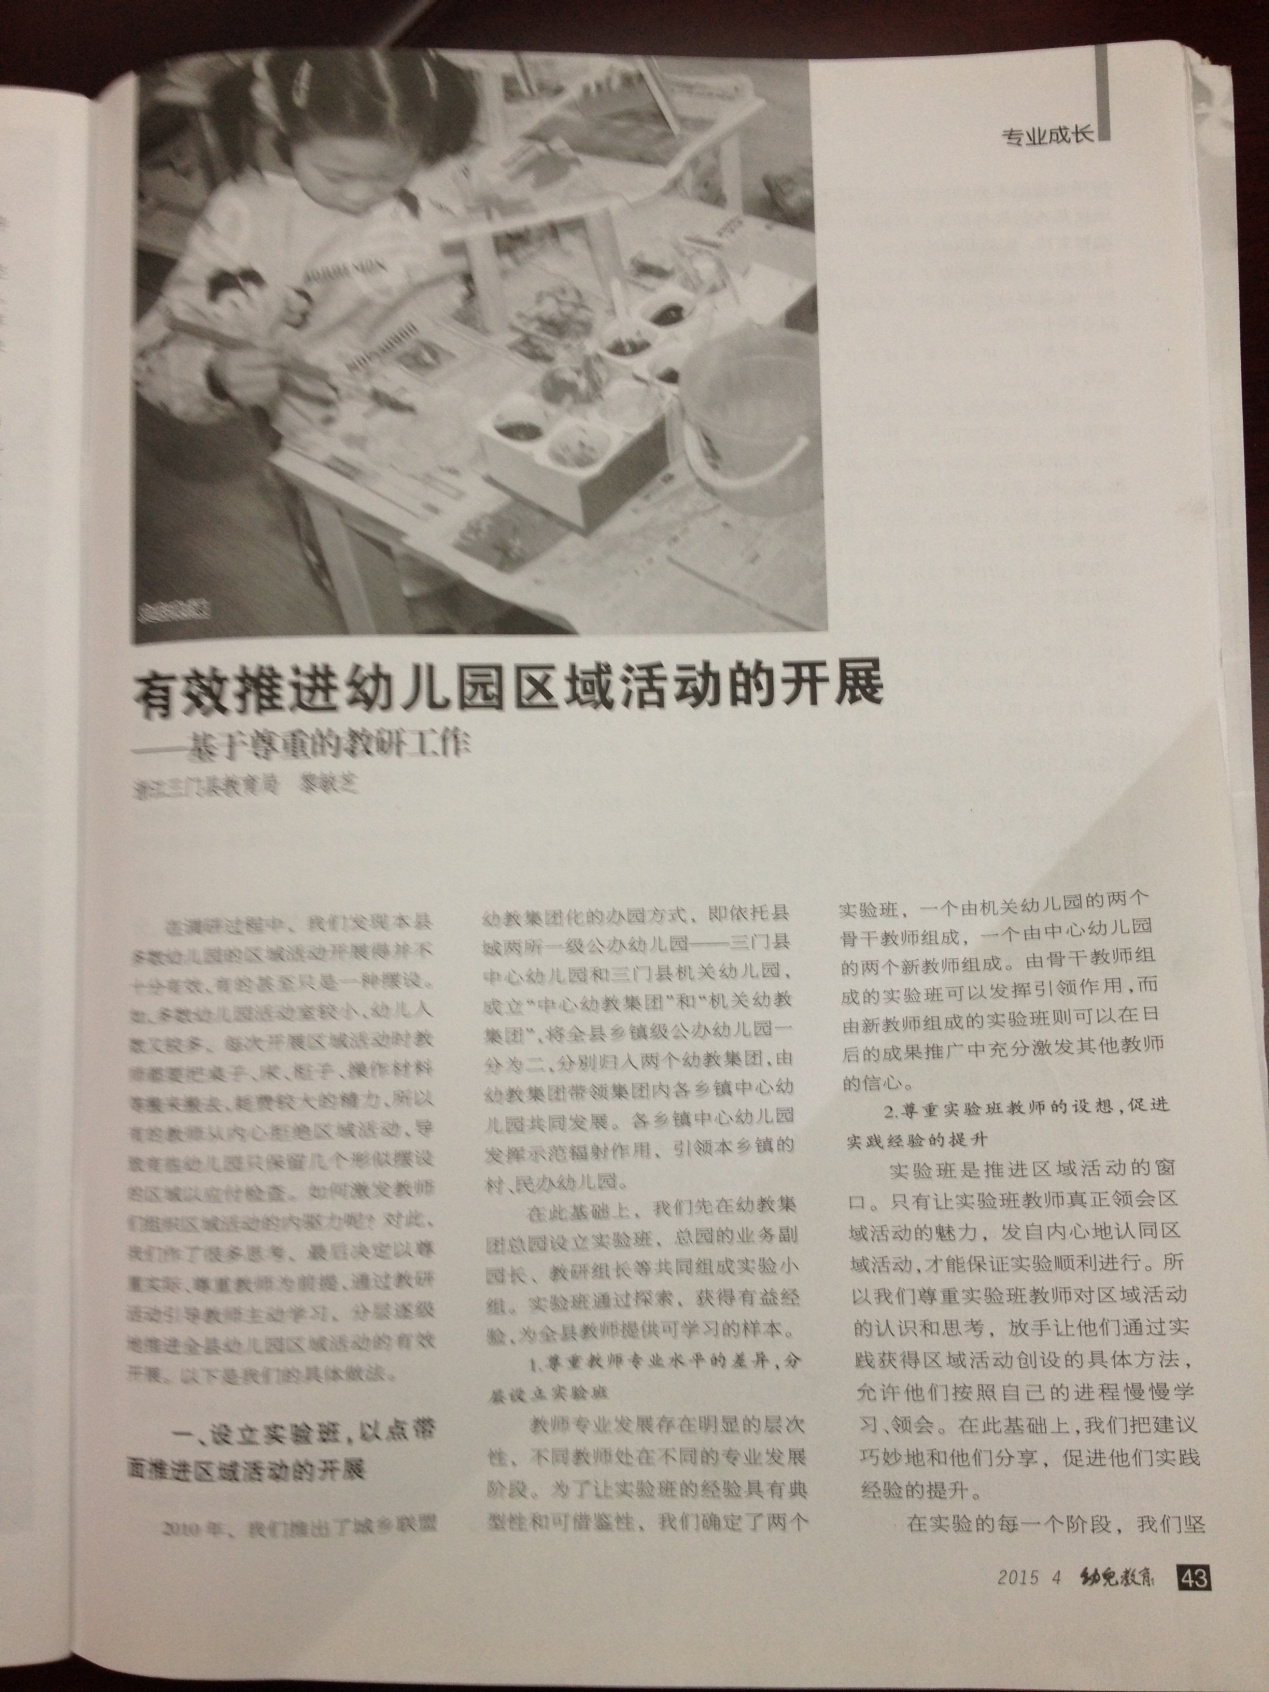 专业成长
有效推进幼儿园区域活动的开展
——基于尊重的教研工作
浙江三门县教育局 黎敏芝
在调研过程中，我们发现本县
多数幼儿园的区域活动开展得并不
十分有效，有的甚至只是一种摆设。
如，多数幼儿园活动室较小，幼儿人
数又较多，每次开展区域活动时教
师都要把桌子、床、柜子、操作材料
等搬来搬去，耗费较大的精力，所以
有的教师从内心拒绝区域活动，导
致有些幼儿园只保留几个形似摆设
的区域以应付检查。如何激发教师
们组织区域活动的内驱力呢？对此，
我们作了很多思考，最后决定以尊
重实际、尊重教师为前提，通过教研
活动引导教师主动学习，分层逐级
地推进全县幼儿园区域活动的有效
开展。以下是我们的具体做法。
一、设立实验班，以点带
面推进区域活动的开展
2010 年，我们推出了城乡联盟
幼教集团化的办园方式，即依托县
城两所一级公办幼儿园——三门县
中心幼儿园和三门县机关幼儿园，
成立“中心幼教集团”和“机关幼教
集团”，将全县乡镇级公办幼儿园一
分为二，分别归入两个幼教集团，由
幼教集团带领集团内各乡镇中心幼
儿园共同发展。各乡镇中心幼儿园
发挥示范辐射作用，引领本乡镇的
村、民办幼儿园。
在此基础上，我们先在幼教集
团总园设立实验班，总园的业务副
园长、教研组长等共同组成实验小
组。实验班通过探索，获得有益经
验，为全县教师提供可学习的样本。
1.尊重教师专业水平的差异，分
层设立实验班
教师专业发展存在明显的层次
性，不同教师处在不同的专业发展
阶段。为了让实验班的经验具有典
型性和可借鉴性，我们确定了两个
实验班，一个由机关幼儿园的两个
骨干教师组成，一个由中心幼儿园
的两个新教师组成。由骨干教师组
成的实验班可以发挥引领作用，而
由新教师组成的实验班则可以在日
后的成果推广中充分激发其他教师
的信心。
2.尊重实验班教师的设想，促进
实践经验的提升
实验班是推进区域活动的窗
口。只有让实验班教师真正领会区
域活动的魅力，发自内心地认同区
域活动，才能保证实验顺利进行。所
以我们尊重实验班教师对区域活动
的认识和思考，放手让他们通过实
践获得区域活动创设的具体方法，
允许他们按照自己的进程慢慢学
习、领会。在此基础上，我们把建议
巧妙地和他们分享，促进他们实践
经验的提升。
在实验的每一个阶段，我们坚
2015 4 幼儿教育 43